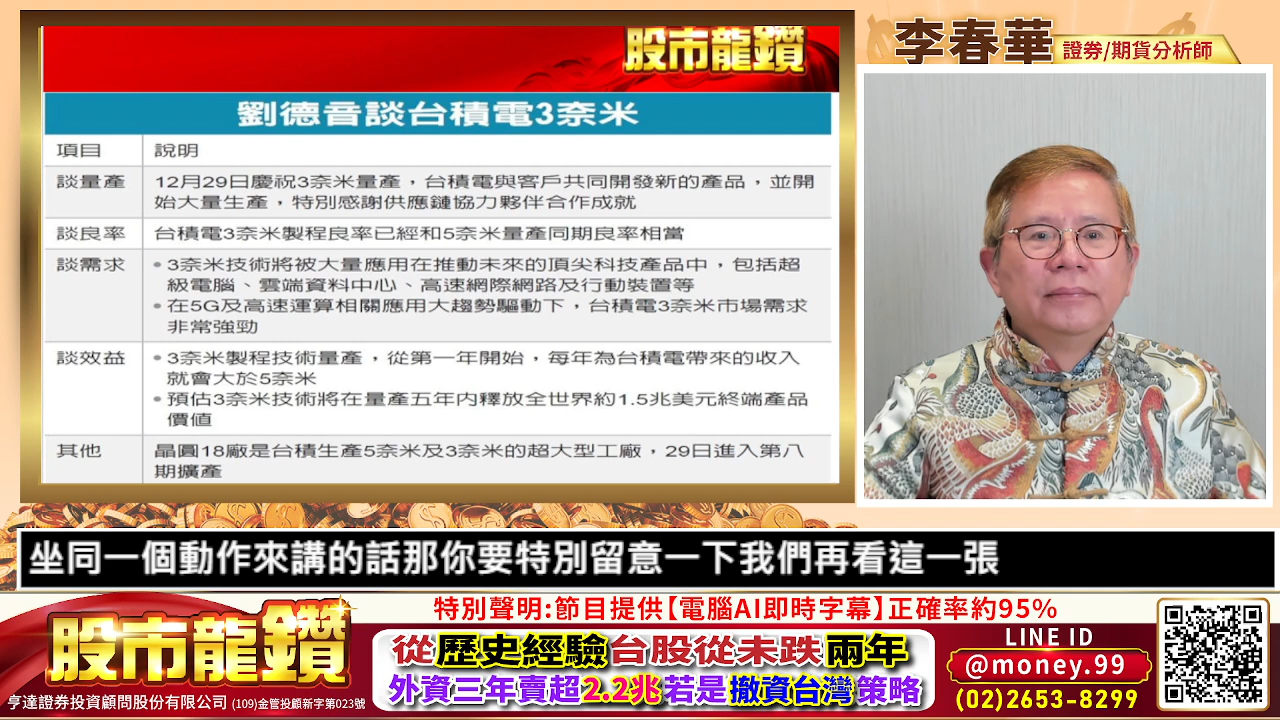 股市龍鑽
李春華 證券/期貨分析師
劉德音談台積電3奈米
項目 說明
談量產 12月29日慶祝3奈米量產，台積電與客戶共同開發新的產品，並開
始大量生產，特別感謝供應鏈協力夥伴合作成就
談良率 台積電3奈米製程良率已經和5奈米量產同期良率相當
談需求 •3奈米技術將被大量應用在推動未來的頂尖科技產品中，包括超
級電腦、雲端資料中心、高速網際網路及行動裝置等
•在5G及高速運算相關應用大趨勢驅動下，台積電3奈米市場需求
非常強勁
談效益 •3奈米製程技術量產，從第一年開始，每年為台積電帶來的收入
就會大於5奈米
•預估3奈米技術將在量產五年內釋放全世界約1.5兆美元終端產品
價值
其他 晶圓18廠是台積生產5奈米及3奈米的超大型工廠，29日進入第八
期擴產
坐同一個動作來講的話那你要特別留意一下我們再看這一張
特別聲明:節目提供【電腦AI即時字幕】正確率約95%
股市龍鑽
亨達證券投資顧問股份有限公司 (109)金管投顧新字第023號
從歷史經驗台股從未跌兩年
外資三年賣超2.2兆若是撤資台灣策略
LINE ID
@money.99
(02)2653-8299